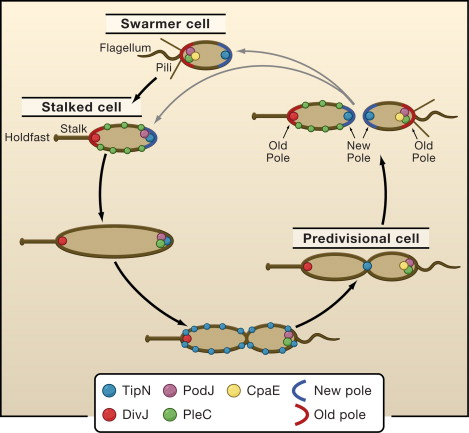 Swarmer cell
Flagellum
Pili
Stalked cell
Stalk
Holdfast
Old
Pole
New
Pole
Old
Pole
Predivisional cell
TipN
PodJ
CpaE
New pole
DivJ
PleC
Old pole